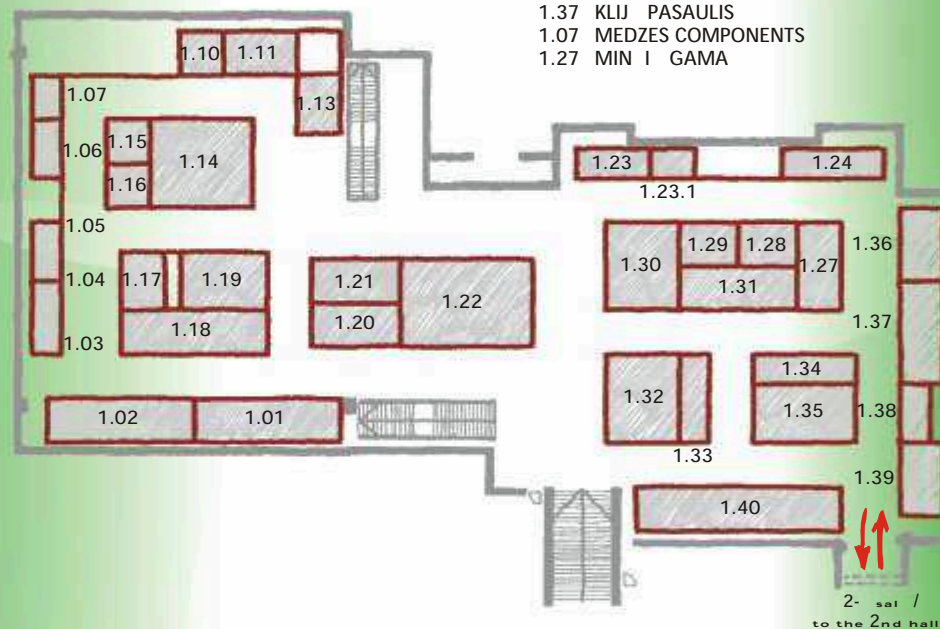 1.37 KLIJ PASAULIS
1.07 MEDZES COMPONENTS
1.27 MIN I GAMA
1.10 1.11
1.07
1.13
1.06 1.15 1.14
1.16
1.23 1.24
1.23.1
1.05
1.04 1.17 1.19
1.21 1.22
1.30 1.29 1.28 1.27 1.36
1.31
1.03 1.18
1.20
1.37
1.34
1.32 1.35 1.38
1.02 1.01
1.33
1.39
1.40
2- sal /
to the 2nd hall